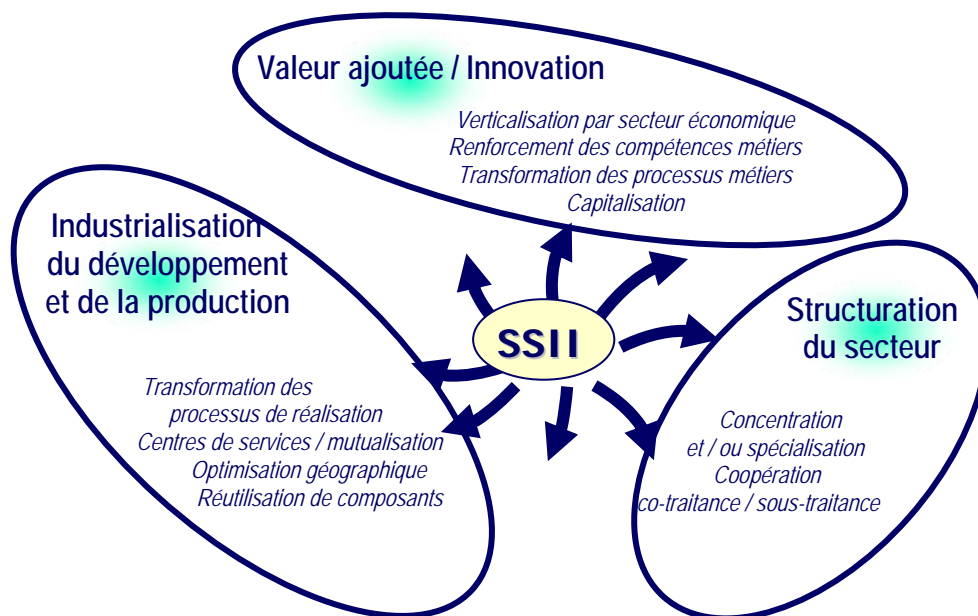 Valeur ajoutée / Innovation
Verticalisation par secteur économique
Renforcement des compétences métiers
Transformation des processus métiers
Capitalisation
Industrialisation
du développement
et de la production
Transformation des
processus de réalisation
Centres de services / mutualisation
Optimisation géographique
Réutilisation de composants
SSII
Structuration
du secteur
Concentration
et / ou spécialisation
Coopération
co-traitance / sous-traitance